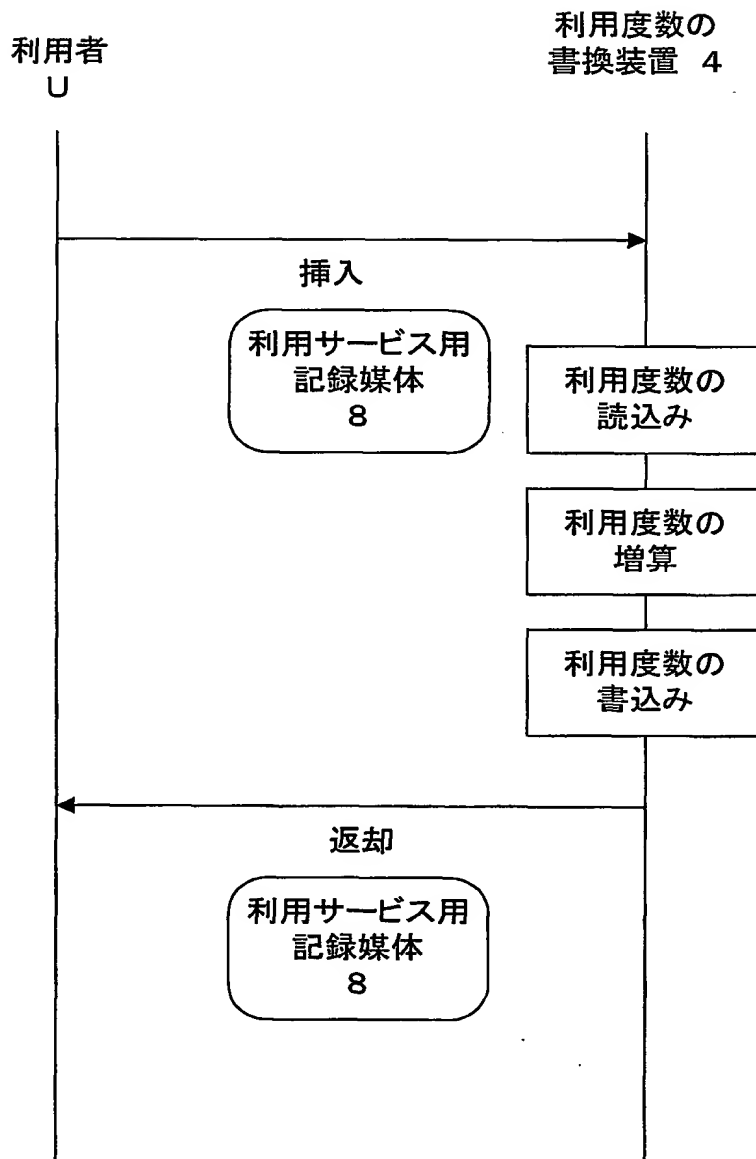 利用者
U
利用度数の
書換装置 4
挿入
利用サービス用
記録媒体
8
利用度数の
読込み
利用度数の
増算
利用度数の
書込み
返却
利用サービス用
記録媒体
8